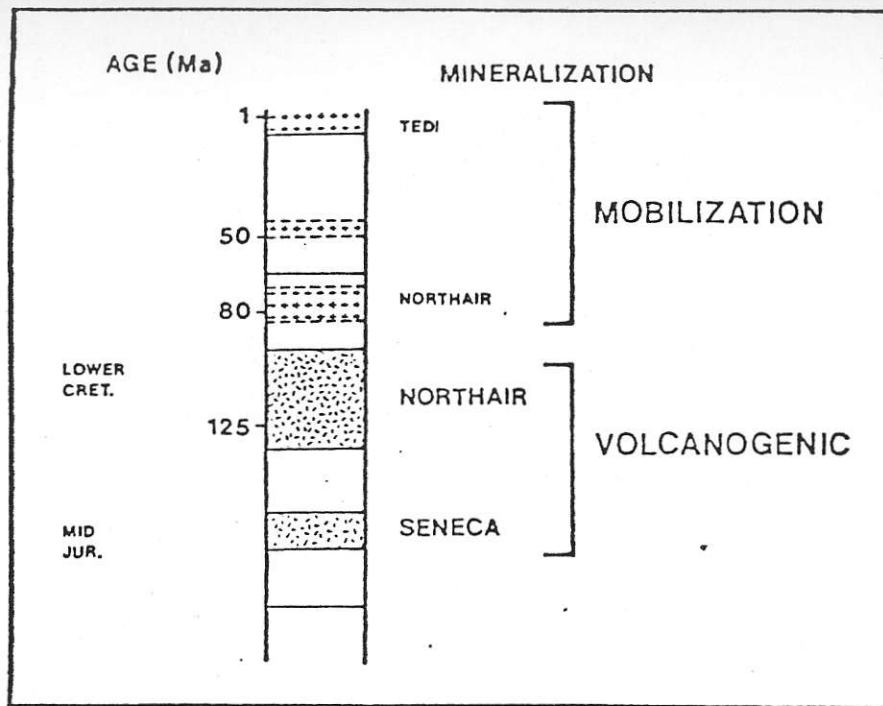 AGE (Ma)
MINERALIZATION
1
TEDI
MOBILIZATION
50
80
NORTHAIR
LOWER
CRET.
NORTHAIR
125
VOLCANOGENIC
MID
JUR.
SENECA